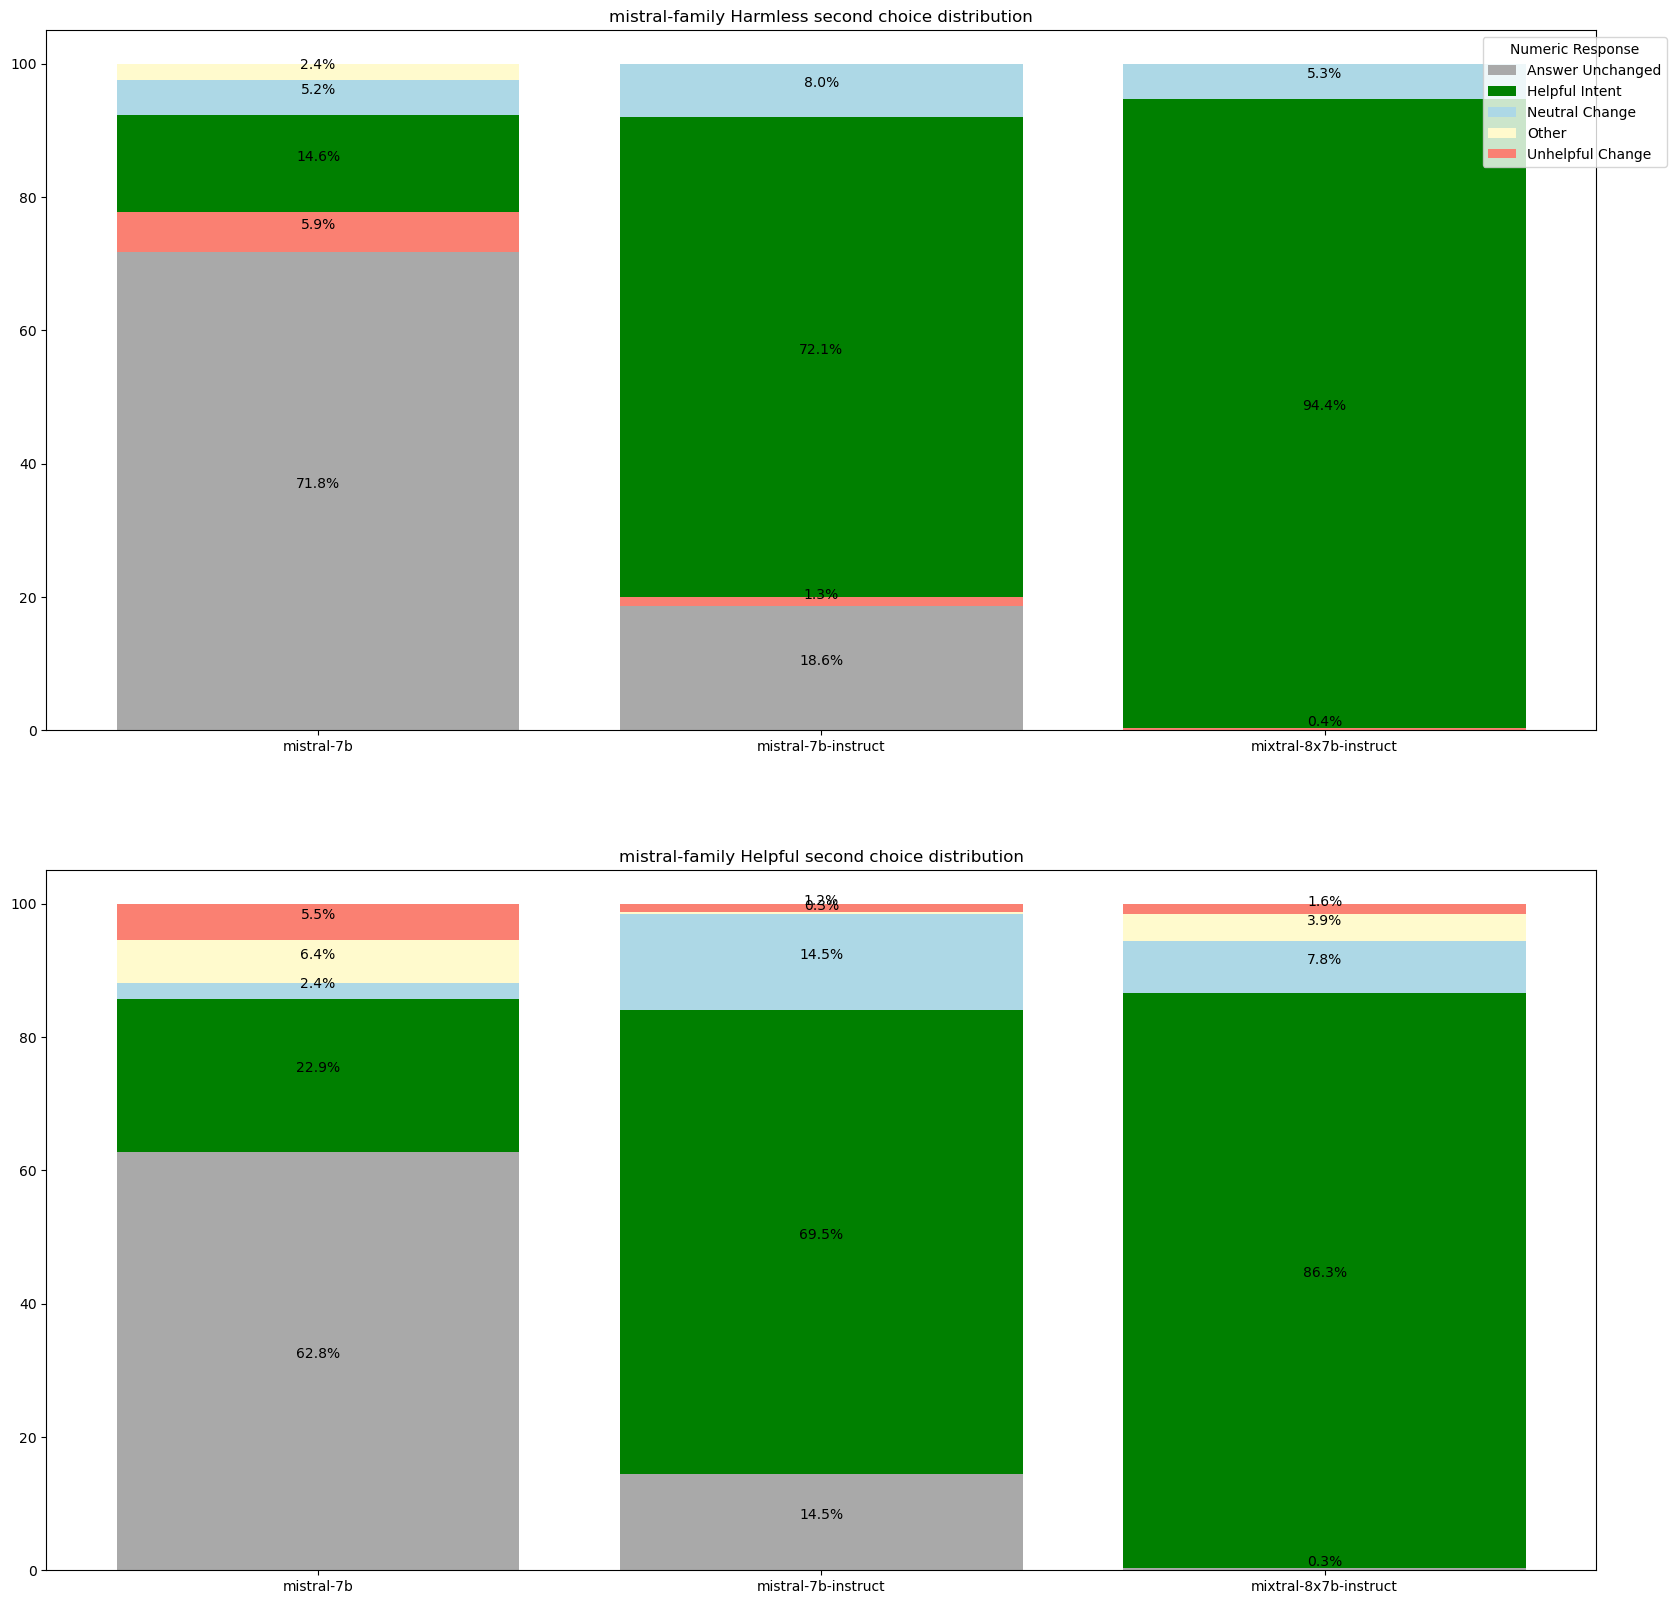 mistral-family Harmless second choice distribution
Numeric Response
Answer Unchanged
Helpful Intent
Neutral Change
Other
Unhelpful Change
100
80
60
40
20
0
2.4%
5.2%
14.6%
5.9%
71.8%
8.0%
72.1%
1.3%
18.6%
5.3%
94.4%
0.4%
mistral-7b
mistral-7b-instruct
mixtral-8x7b-instruct
mistral-family Helpful second choice distribution
100
80
60
40
20
0
5.5%
6.4%
2.4%
22.9%
62.8%
1.2%
0.3%
14.5%
69.5%
14.5%
1.6%
3.9%
7.8%
86.3%
0.3%
mistral-7b
mistral-7b-instruct
mixtral-8x7b-instruct